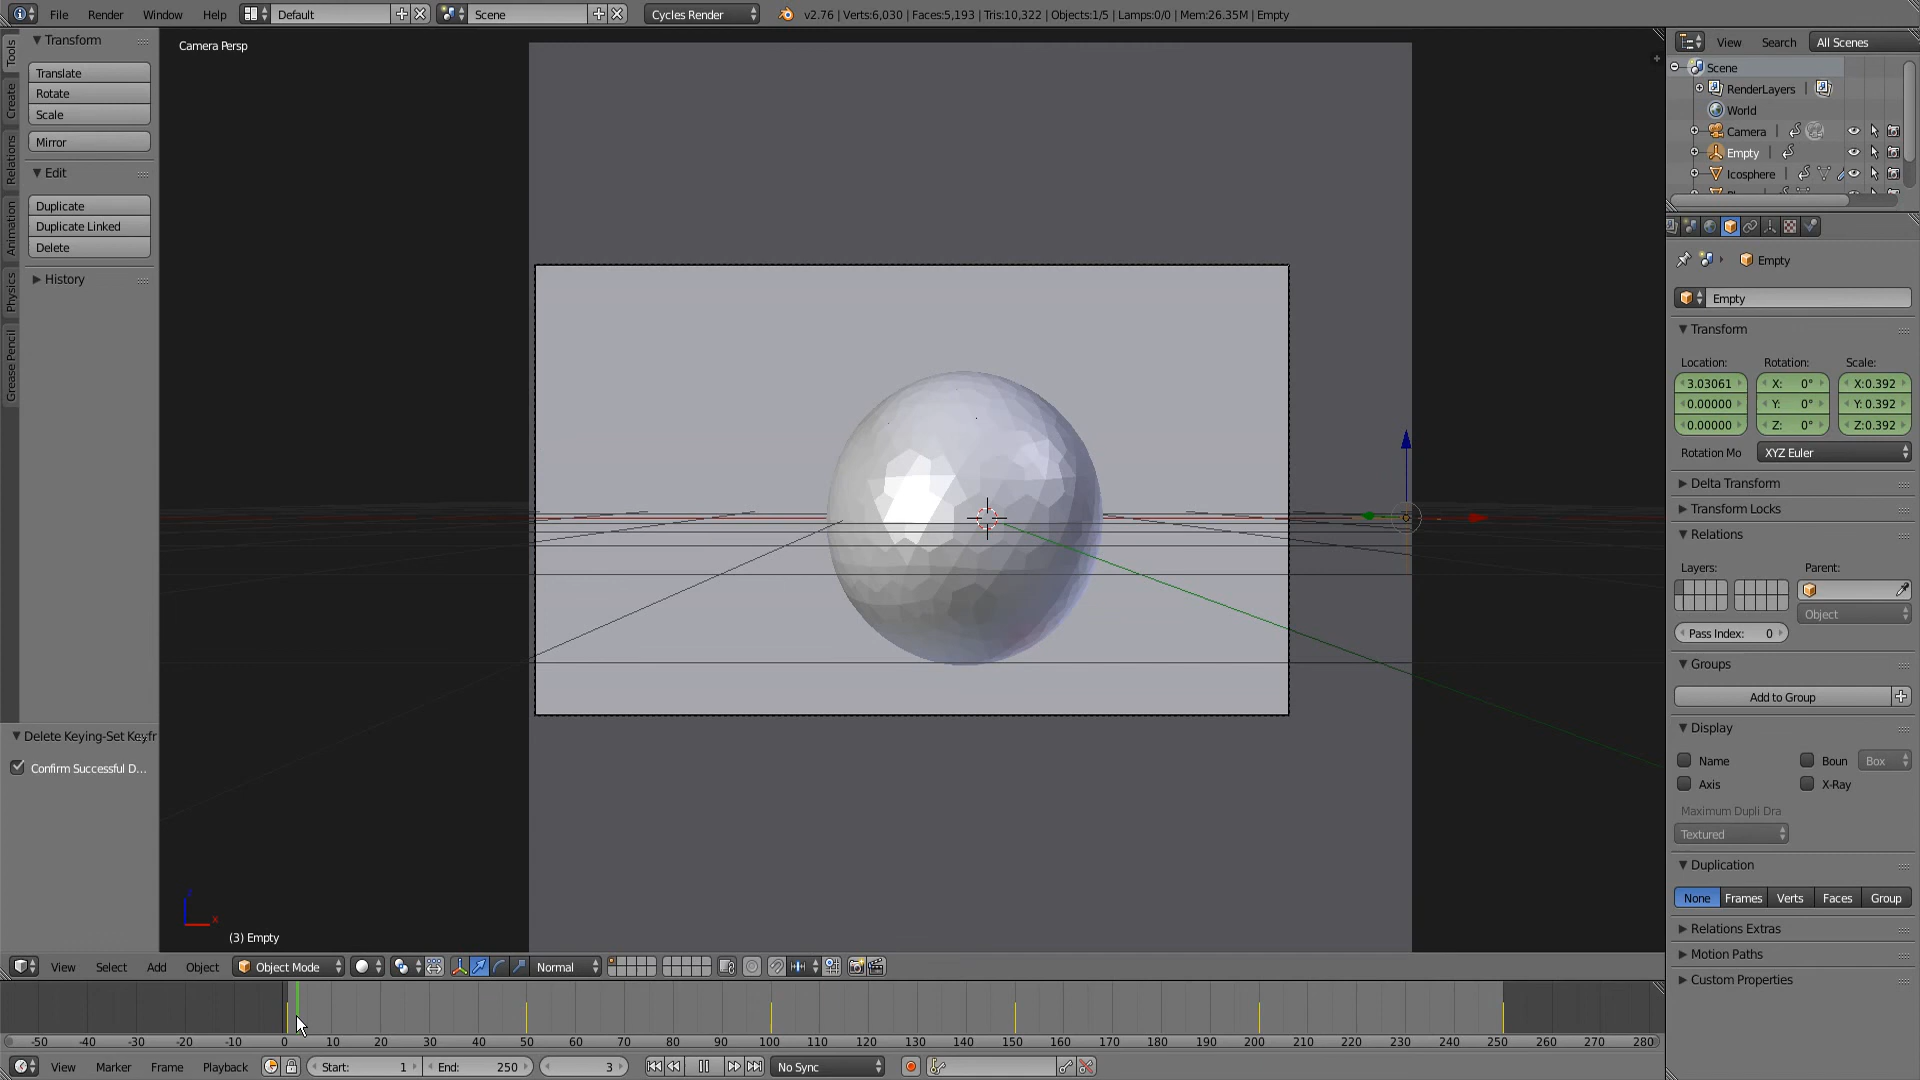 File Render Window Help Default Scene Cycles Render v2.76 | Verts:6,030 | Faces:5,193 | Tris:10,322 | Objects:1/5 | Lamps:0/0 | Mem:26.35M | Empty
Camera Persp
View Search All Scenes
Scene
RenderLayers
World
Camera
Empty
Icosphere
Tools
Create
Relations
Animation
Physics
Grease Pencil
Transform
Translate
Rotate
Scale
Mirror
Edit
Duplicate
Duplicate Linked
Delete
History
Delete Keying-Set Keyfr
Confirm Successful D...
Empty
Empty
Transform
Location: Rotation: Scale:
3.03061 X: 0° X:0.392
0.00000 Y: 0° Y: 0.392
0.00000 Z: 0° Z:0.392
Rotation Mo XYZ Euler
Delta Transform
Transform Locks
Relations
Layers: Parent:
Object
Pass Index: 0
Groups
Add to Group
Display
Name Boun Box
Axis X-Ray
Maximum Dupli Dra
Textured
Duplication
None Frames Verts Faces Group
Relations Extras
Motion Paths
Custom Properties
x
(3) Empty
View Select Add Object Object Mode Normal
-50 -40 -30 -20 -10 0 10 20 30 40 50 60 70 80 90 100 110 120 130 140 150 160 170 180 190 200 210 220 230 240 250 260 270 280
View Marker Frame Playback Start: 1 End: 250 3 No Sync